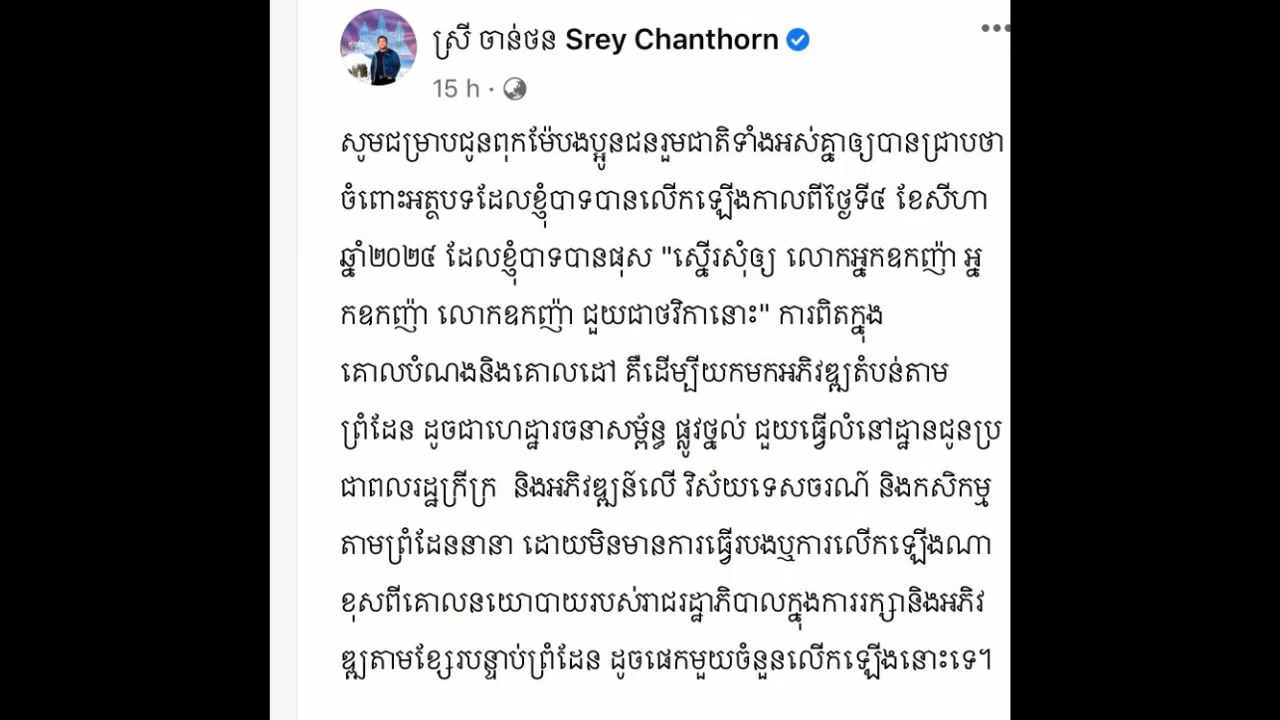 ស្រី ចាន់ថន Srey Chanthorn
15 h ·
សូមជម្រាបជូនពុកម៉ែបងប្អូនជនរួមជាតិទាំងអស់គ្នាឲ្យបានជ្រាបថា
ចំពោះអត្ថបទដែលខ្ញុំបាទបានលើកឡើងកាលពីថ្ងៃទី៤ ខែសីហា
ឆ្នាំ២០២៤ ដែលខ្ញុំបាទបានផុស "ស្នើរសុំឲ្យ លោកអ្នកឧកញ៉ា អ្ន
កឧកញ៉ា លោកឧកញ៉ា ជួយជាថវិកានោះ" ការពិតក្នុង
គោលបំណងនិងគោលដៅ គឺដើម្បីយកមកអភិវឌ្ឍតំបន់តាម
ព្រំដែន ដូចជាហេដ្ឋារចនាសម្ព័ន្ធ ផ្លូវថ្នល់ ជួយធ្វើលំនៅដ្ឋានជូនប្រ
ជាពលរដ្ឋក្រីក្រ និងអភិវឌ្ឍន៍លើ វិស័យទេសចរណ៍ និងកសិកម្ម
តាមព្រំដែននានា ដោយមិនមានការធ្វើរបងឬការលើកឡើងណា
ខុសពីគោលនយោបាយរបស់រាជរដ្ឋាភិបាលក្នុងការរក្សានិងអភិវ
ឌ្ឍតាមខ្សែរបន្ទាប់ព្រំដែន ដូចផេកមួយចំនួនលើកឡើងនោះទេ។